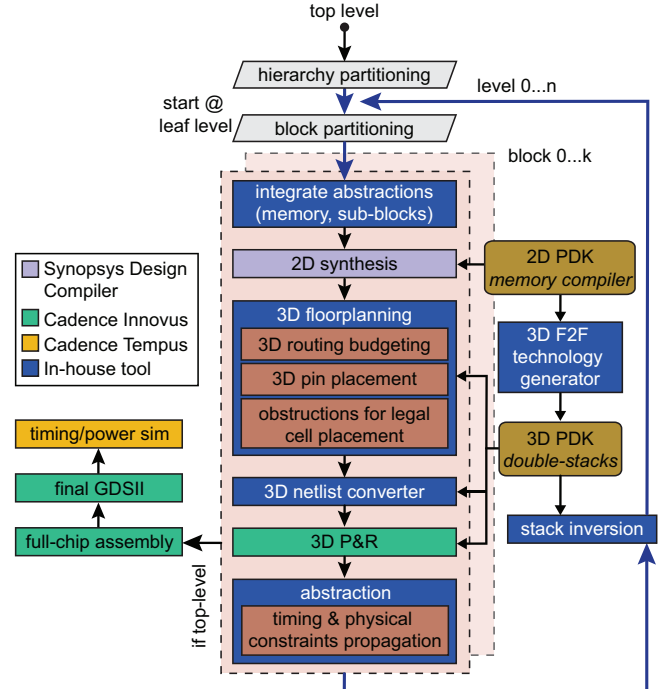 top level
hierarchy partitioning
level 0...n
start @
leaf level
block partitioning
block 0...k
integrate abstractions
(memory, sub-blocks)
2D synthesis
2D PDK
memory compiler
Synopsys Design
Compiler
Cadence Innovus
Cadence Tempus
In-house tool
3D floorplanning
3D routing budgeting
3D pin placement
obstructions for legal
cell placement
3D F2F
technology
generator
3D PDK
double-stacks
timing/power sim
final GDSII
full-chip assembly
3D netlist converter
3D P&R
stack inversion
if top-level
abstraction
timing & physical
constraints propagation